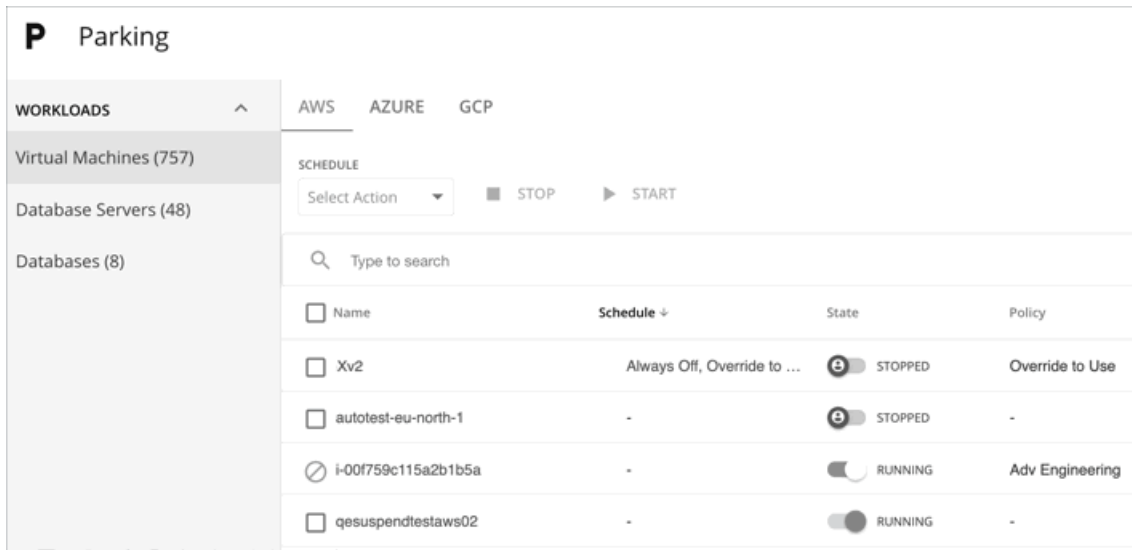 P Parking
WORKLOADS
Virtual Machines (757)
Database Servers (48)
Databases (8)
AWS AZURE GCP
SCHEDULE
Select Action STOP START
Type to search
Name Schedule State Policy
Xv2 Always Off, Override to ... STOPPED Override to Use
autotest-eu-north-1 - STOPPED -
i-00f759c115a2b1b5a - RUNNING Adv Engineering
qesuspendtestaws02 - RUNNING -